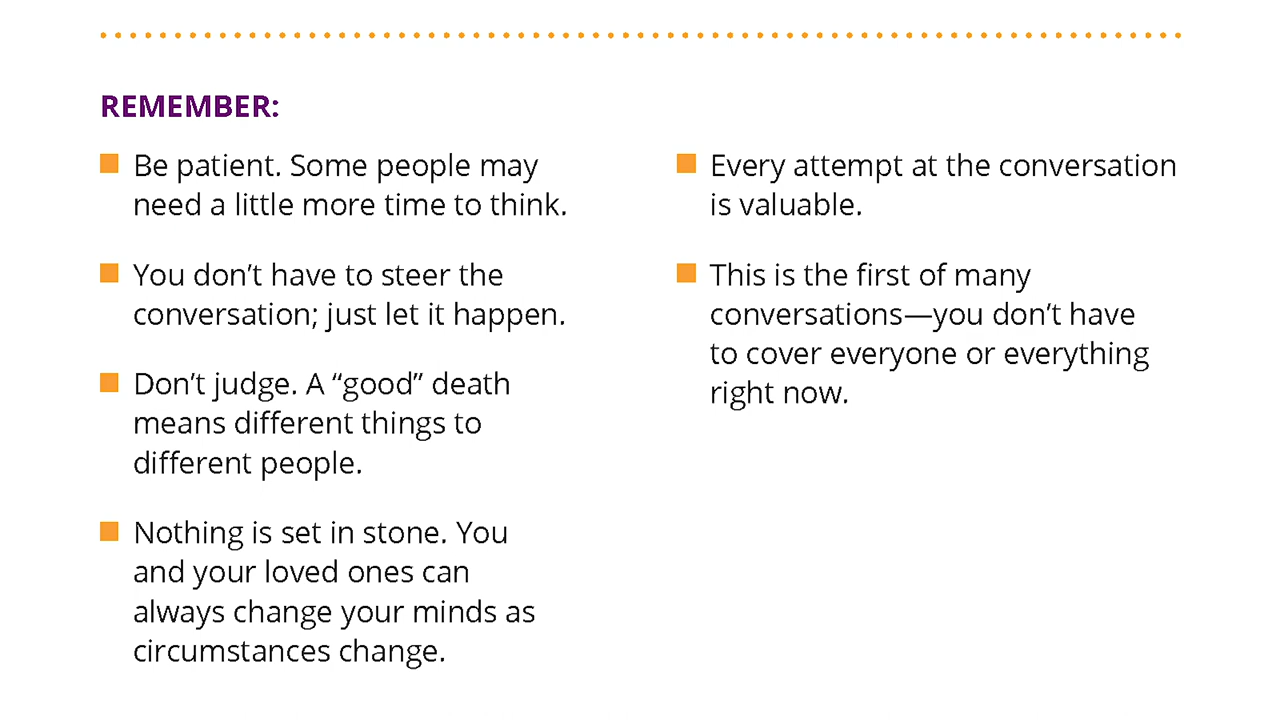 REMEMBER:
Be patient. Some people may
need a little more time to think.
You don’t have to steer the
conversation; just let it happen.
Don’t judge. A “good” death
means different things to
different people.
Nothing is set in stone. You
and your loved ones can
always change your minds as
circumstances change.
Every attempt at the conversation
is valuable.
This is the first of many
conversations—you don’t have
to cover everyone or everything
right now.